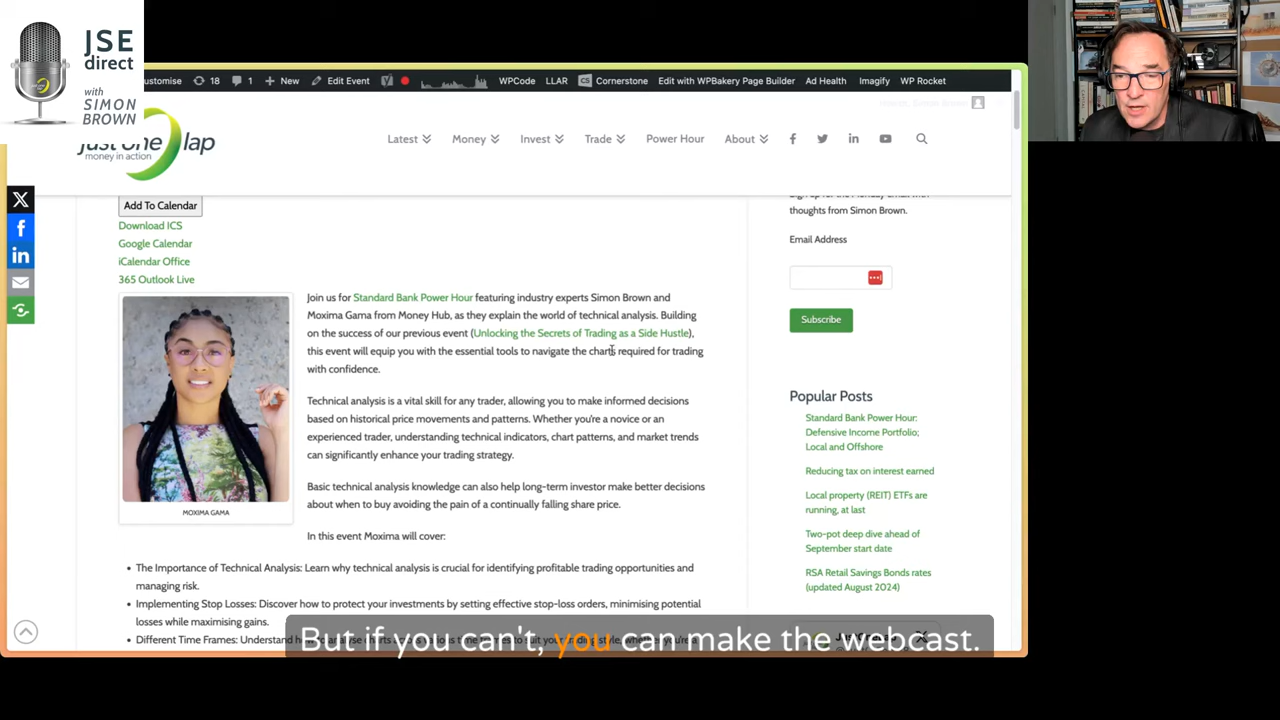 JSE
direct
with
SIMON
BROWN
ustomise
18
1
New
Edit Event
WPCode
LLAR
CS
Cornerstone
Edit with WPBakery Page Builder
Ad Health
Imagify
WP Rocket
just one lap
money in action
Latest
Money
Invest
Trade
Power Hour
About
Add To Calendar
Download ICS
Google Calendar
iCalendar Office
365 Outlook Live
MOXIMA GAMA
Join us for Standard Bank Power Hour featuring industry experts Simon Brown and
Moxima Gama from Money Hub, as they explain the world of technical analysis. Building
on the success of our previous event (Unlocking the Secrets of Trading as a Side Hustle),
this event will equip you with the essential tools to navigate the charts required for trading
with confidence.
Technical analysis is a vital skill for any trader, allowing you to make informed decisions
based on historical price movements and patterns. Whether you're a novice or an
experienced trader, understanding technical indicators, chart patterns, and market trends
can significantly enhance your trading strategy.
Basic technical analysis knowledge can also help long-term investor make better decisions
about when to buy avoiding the pain of a continually falling share price.
In this event Moxima will cover:
• The Importance of Technical Analysis: Learn why technical analysis is crucial for identifying profitable trading opportunities and
managing risk.
• Implementing Stop Losses: Discover how to protect your investments by setting effective stop-loss orders, minimising potential
losses while maximising gains.
• Different Time Frames: Understand
thoughts from Simon Brown.
Email Address
Subscribe
Popular Posts
Standard Bank Power Hour:
Defensive Income Portfolio;
Local and Offshore
Reducing tax on interest earned
Local property (REIT) ETFs are
running, at last
Two-pot deep dive ahead of
September start date
RSA Retail Savings Bonds rates
(updated August 2024)
But if you can't, you can make the webcast.